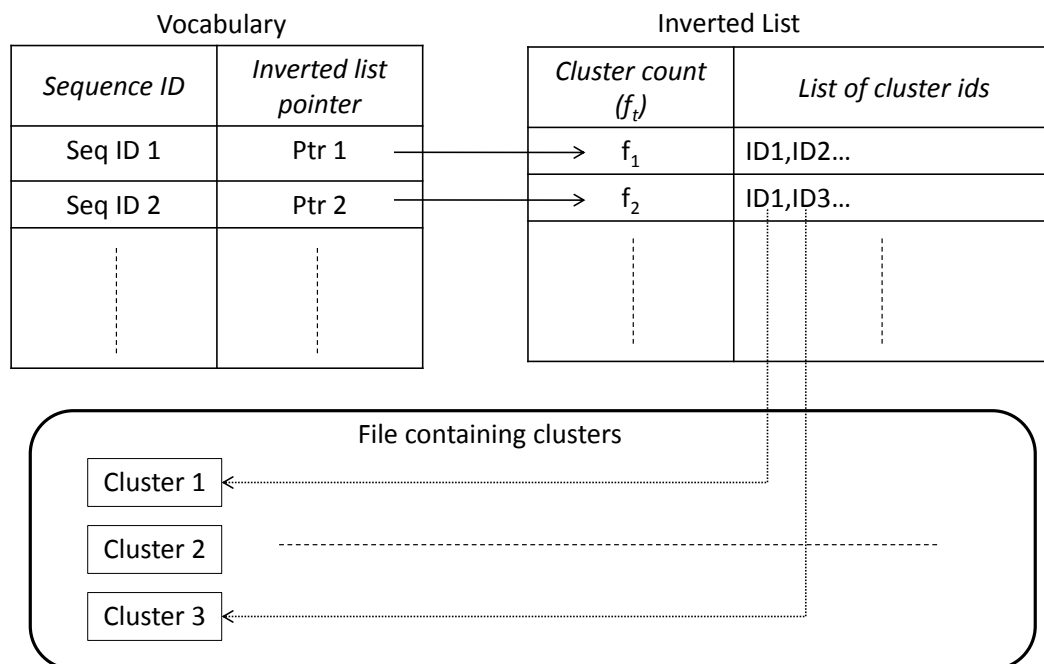 Vocabulary
Inverted List
Sequence ID
Inverted list
pointer
Cluster count
(fₜ)
List of cluster ids
Seq ID 1
Ptr 1
f₁
ID1,ID2...
Seq ID 2
Ptr 2
f₂
ID1,ID3...
File containing clusters
Cluster 1
Cluster 2
Cluster 3